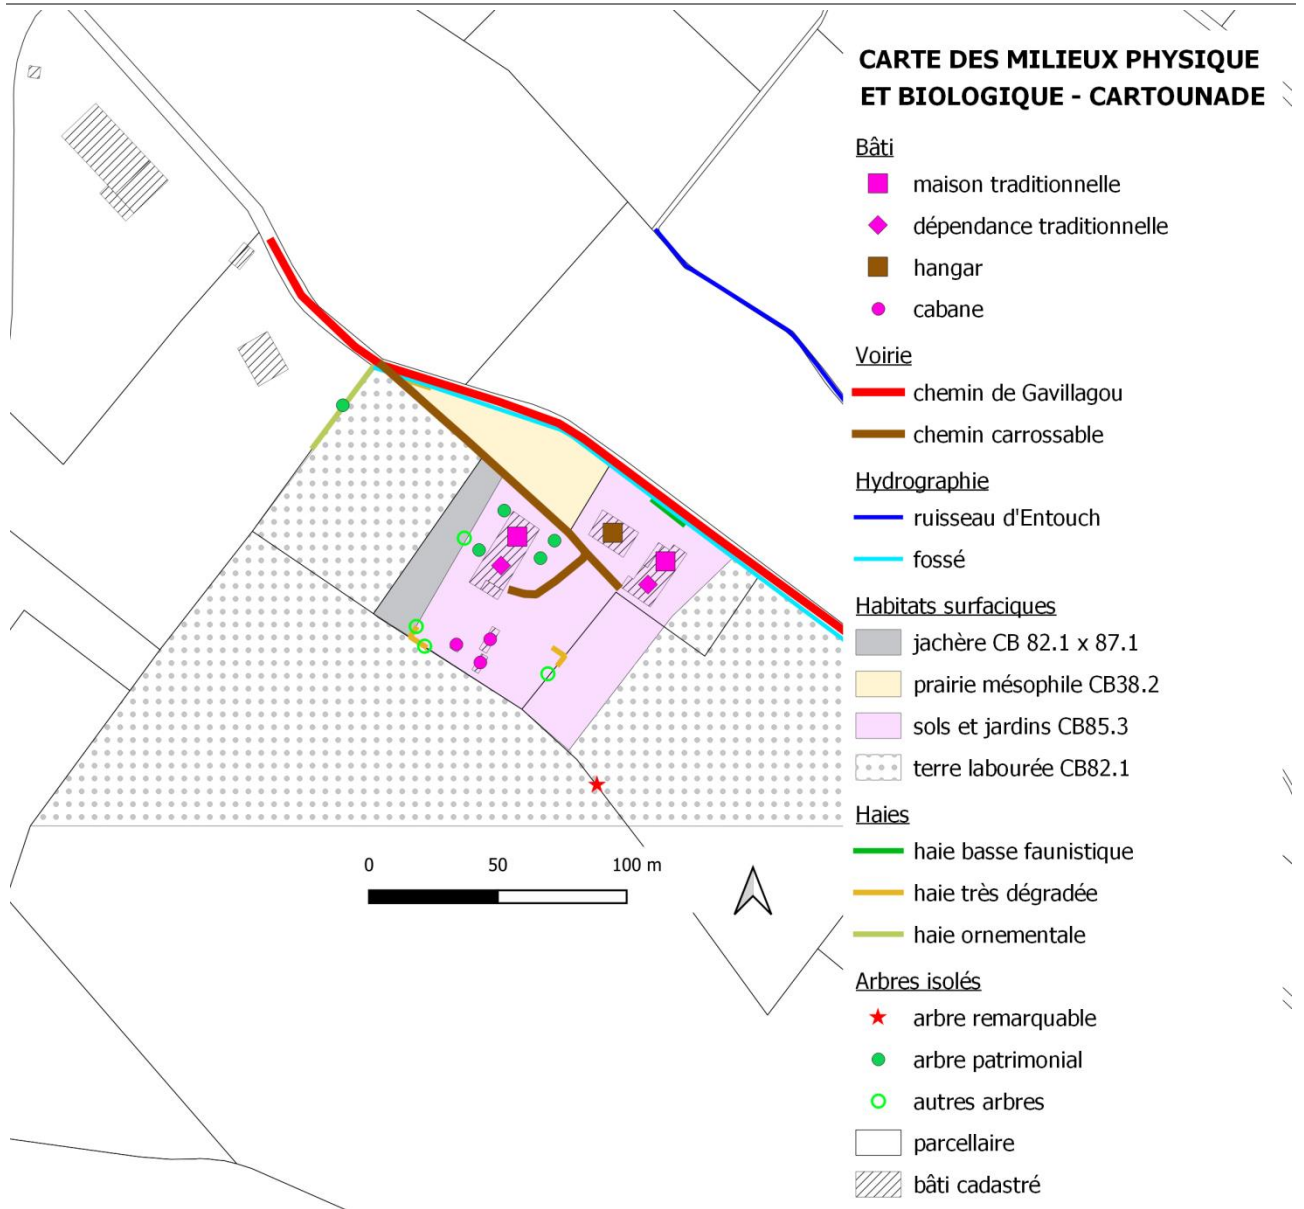 CARTE DES MILIEUX PHYSIQUE
ET BIOLOGIQUE - CARTOUNADE
Bâti
maison traditionnelle
dépendance traditionnelle
hangar
cabane
Voirie
chemin de Gavillagou
chemin carrossable
Hydrographie
ruisseau d'Entouch
fossé
Habitats surfaciques
jachère CB 82.1 x 87.1
prairie mésophile CB38.2
sols et jardins CB85.3
terre labourée CB82.1
Haies
haie basse faunistique
haie très dégradée
haie ornementale
Arbres isolés
arbre remarquable
arbre patrimonial
autres arbres
parcellaire
bâti cadastré
0 50 100 m